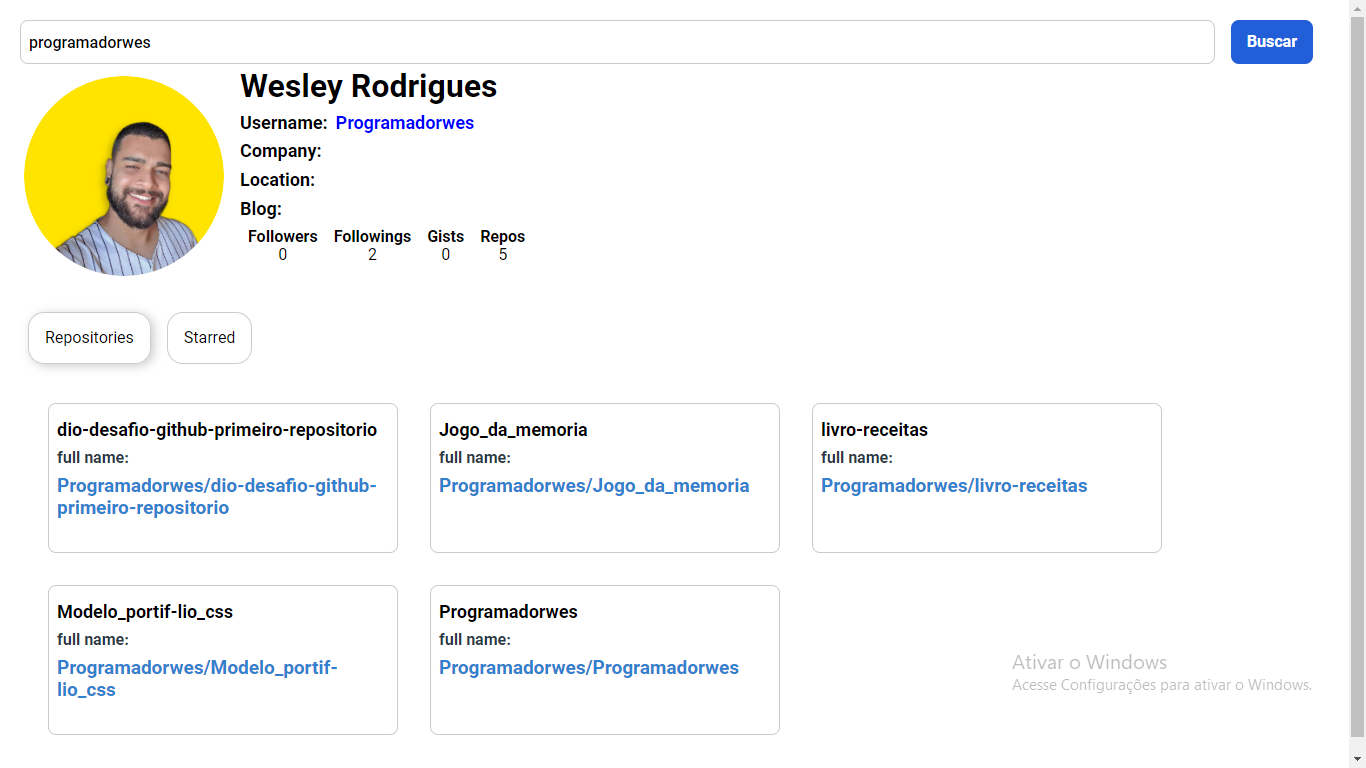 programadorwes
Buscar
Wesley Rodrigues
Username: Programadorwes
Company:
Location:
Blog:
Followers Followings Gists Repos
0 2 0 5
Repositories Starred
dio-desafio-github-primeiro-repositorio
full name:
Programadorwes/dio-desafio-github-
primeiro-repositorio
Jogo_da_memoria
full name:
Programadorwes/Jogo_da_memoria
livro-receitas
full name:
Programadorwes/livro-receitas
Modelo_portif-lio_css
full name:
Programadorwes/Modelo_portif-
lio_css
Programadorwes
full name:
Programadorwes/Programadorwes
Ativar o Windows
Acesse Configurações para ativar o Windows.